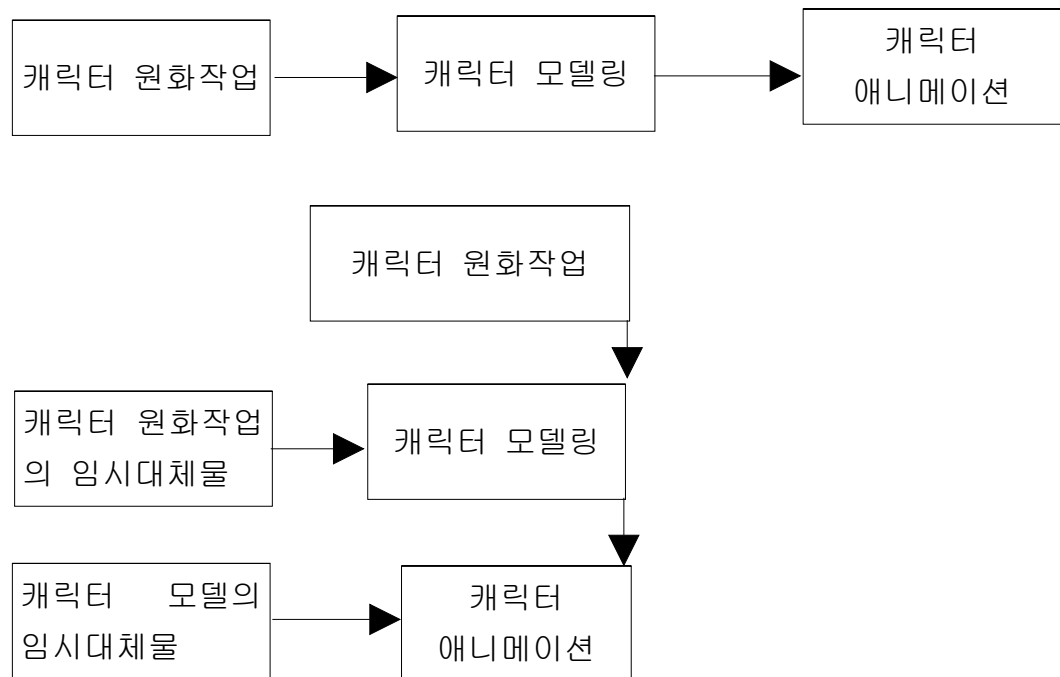 캐릭터 원화작업
캐릭터 모델링
캐릭터
애니메이션
캐릭터 원화작업
캐릭터 원화작업
의 임시대체물
캐릭터 모델링
캐릭터 모델의
임시대체물
캐릭터
애니메이션